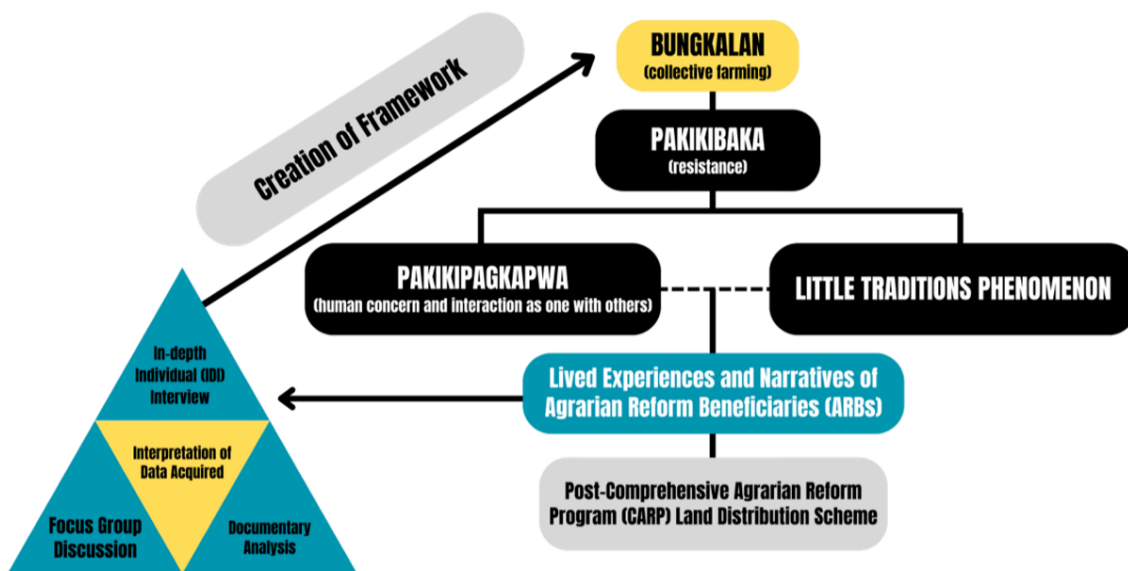 Creation of Framework
BUNGKALAN
(collective farming)
PAKIKIBAKA
(resistance)
PAKIKIPAGKAPWA
(human concern and interaction as one with others)
LITTLE TRADITIONS PHENOMENON
Lived Experiences and Narratives of
Agrarian Reform Beneficiaries (ARBs)
Post-Comprehensive Agrarian Reform
Program (CARP) Land Distribution Scheme
In-depth
Individual (IDI)
Interview
Interpretation of
Data Acquired
Focus Group
Discussion
Documentary
Analysis